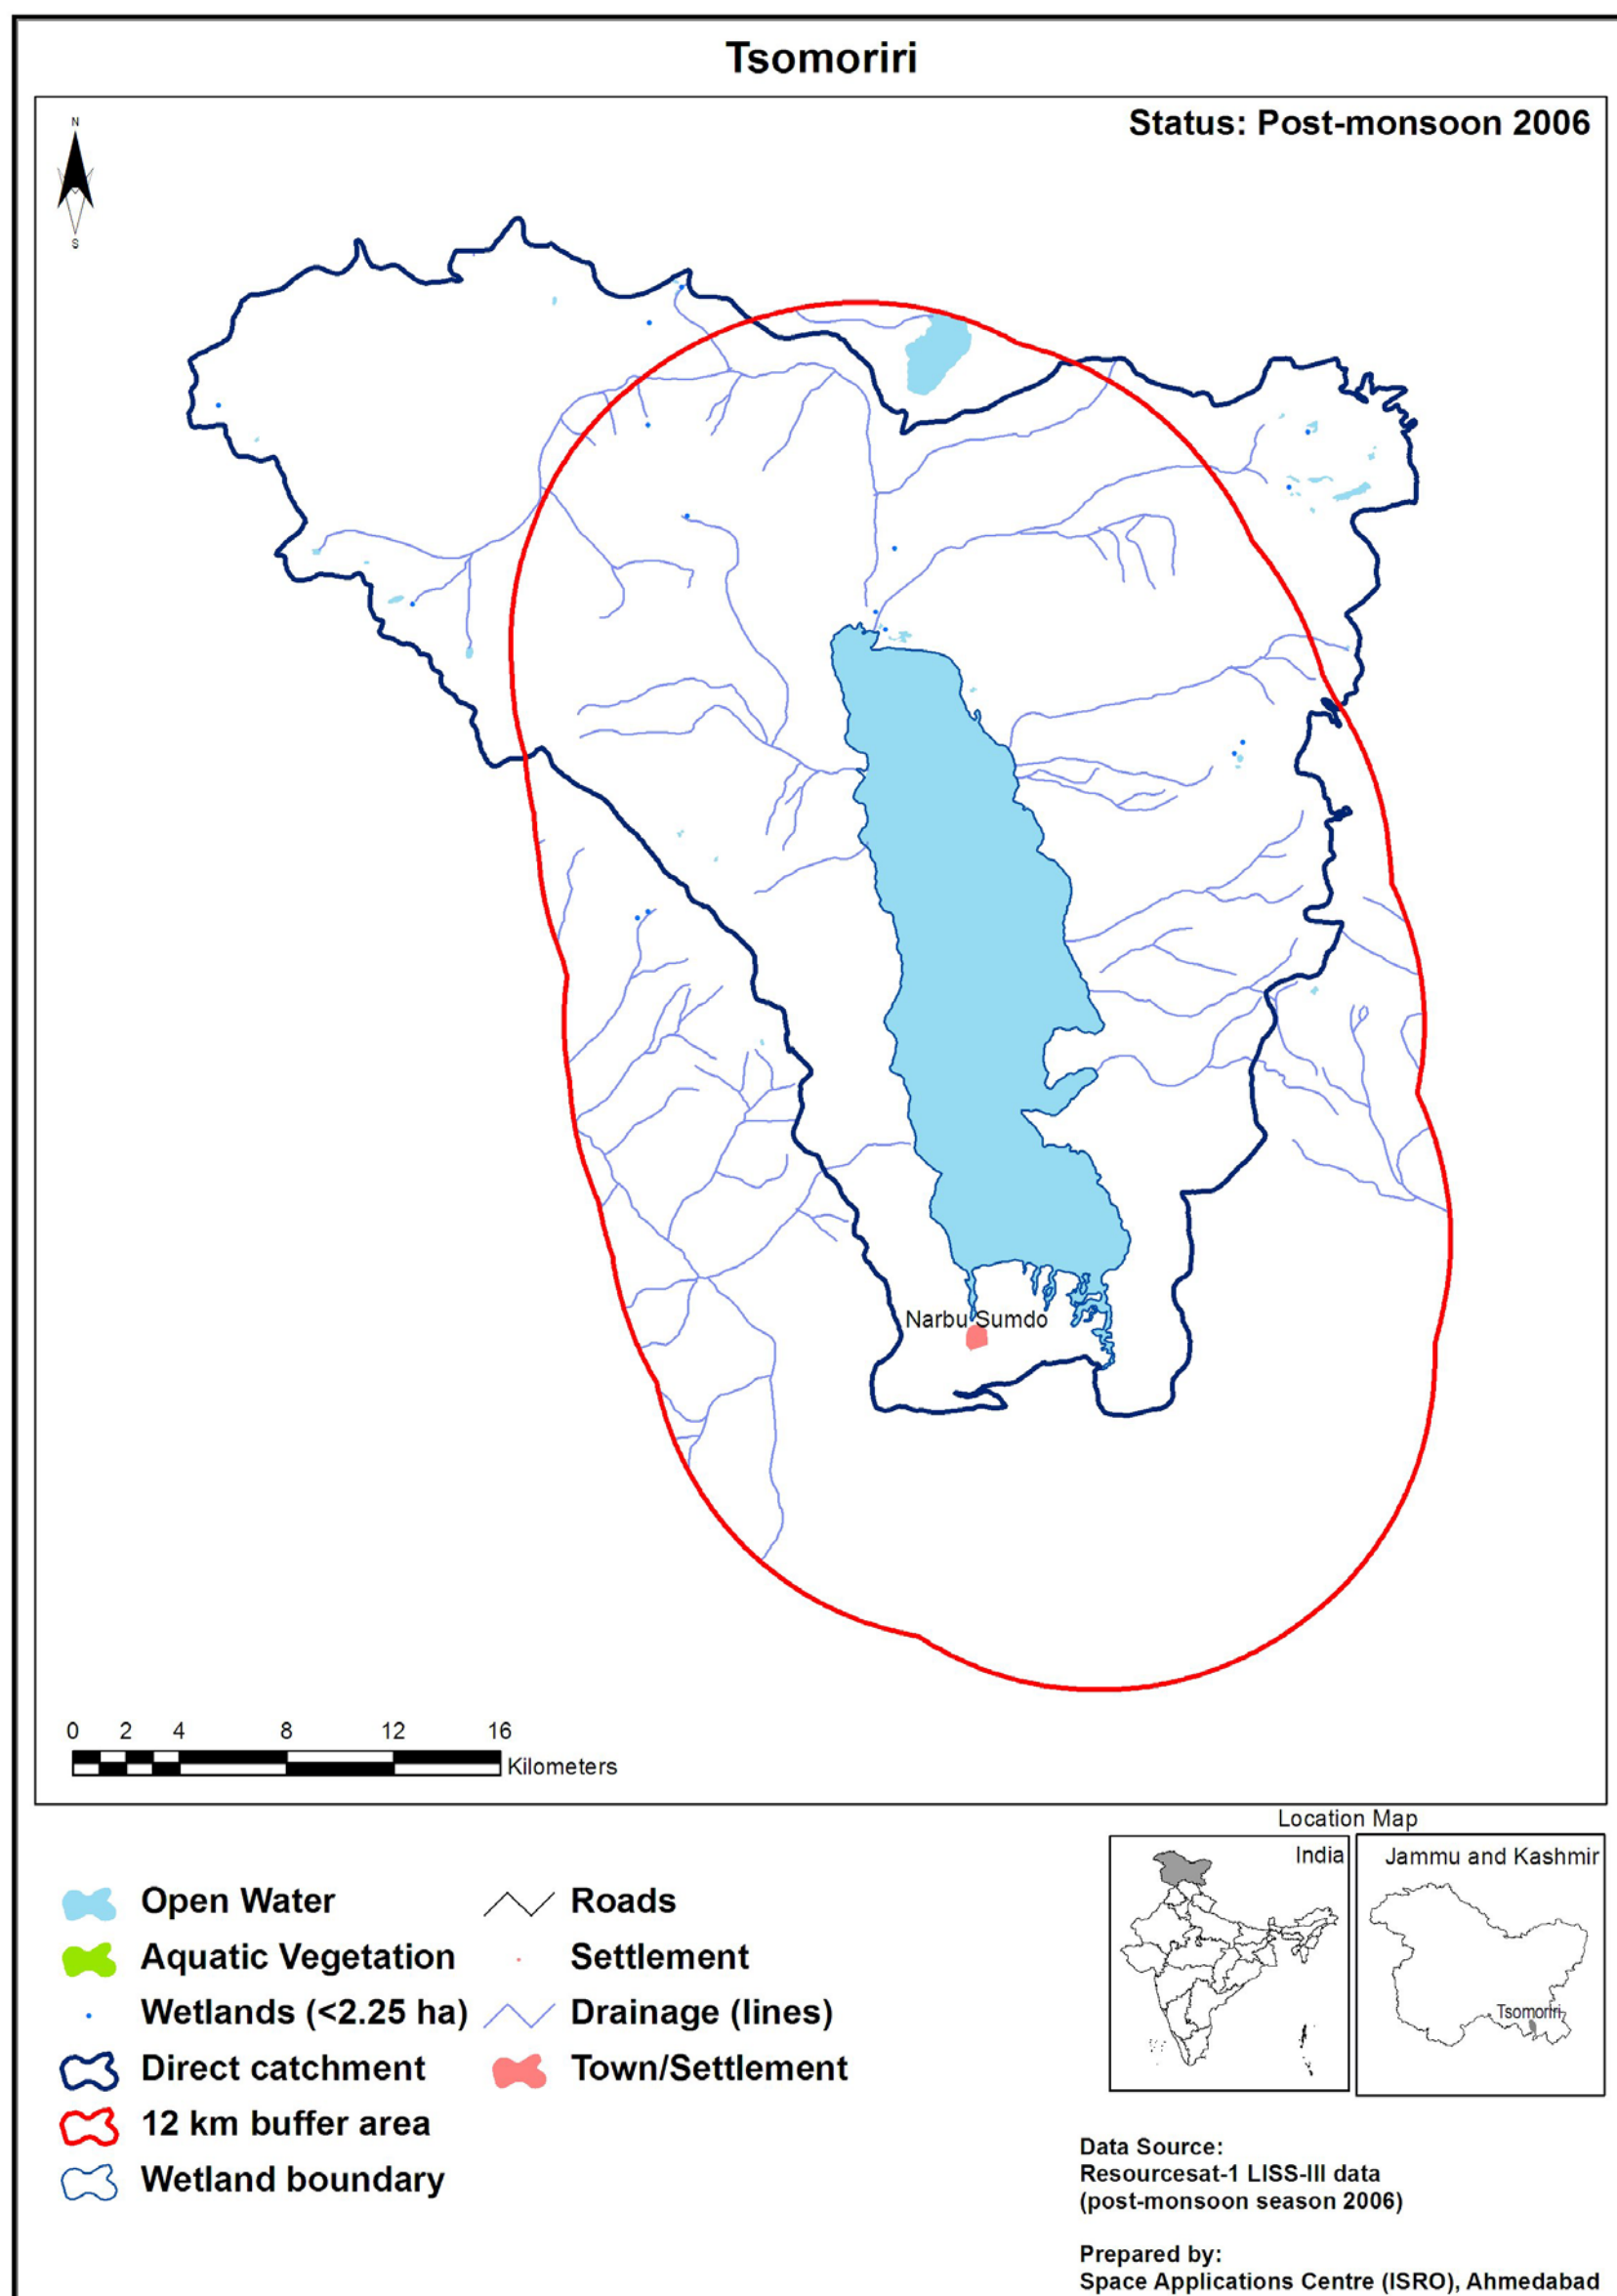 Tsomoriri
Status: Post-monsoon 2006
N
S
Narbu Sumdo
0 2 4 8 12 16
Kilometers
Location Map
India
Jammu and Kashmir
Tsomoriri
Open Water
Aquatic Vegetation
Wetlands (<2.25 ha)
Direct catchment
12 km buffer area
Wetland boundary
Roads
Settlement
Drainage (lines)
Town/Settlement
Data Source:
Resourcesat-1 LISS-III data
(post-monsoon season 2006)
Prepared by:
Space Applications Centre (ISRO), Ahmedabad